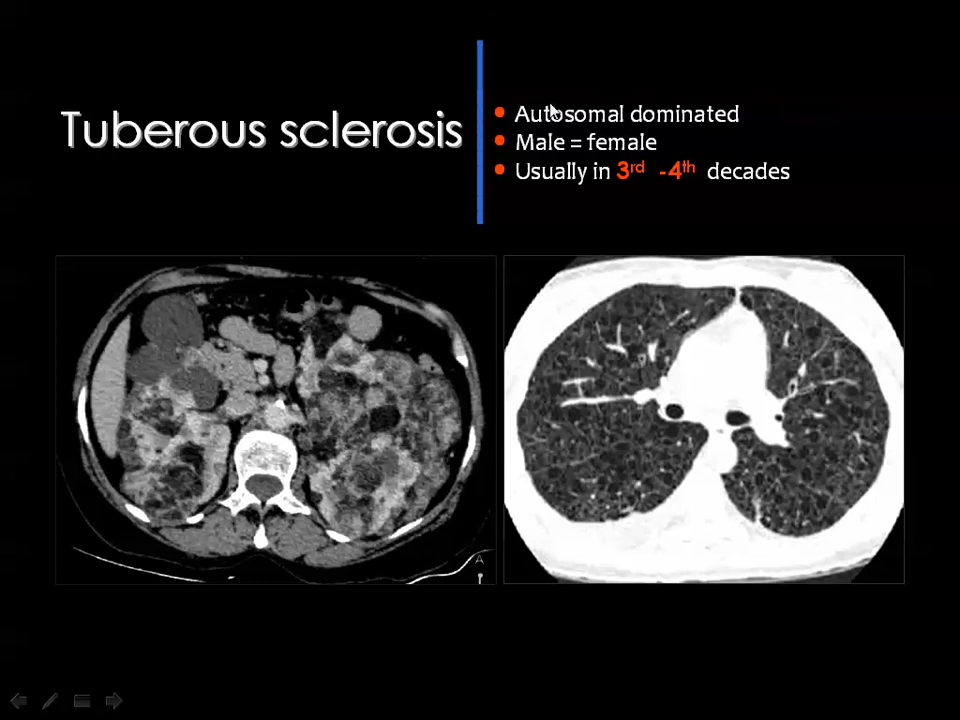 Tuberous sclerosis
• Autosomal dominated
• Male = female
• Usually in 3rd -4th decades
A